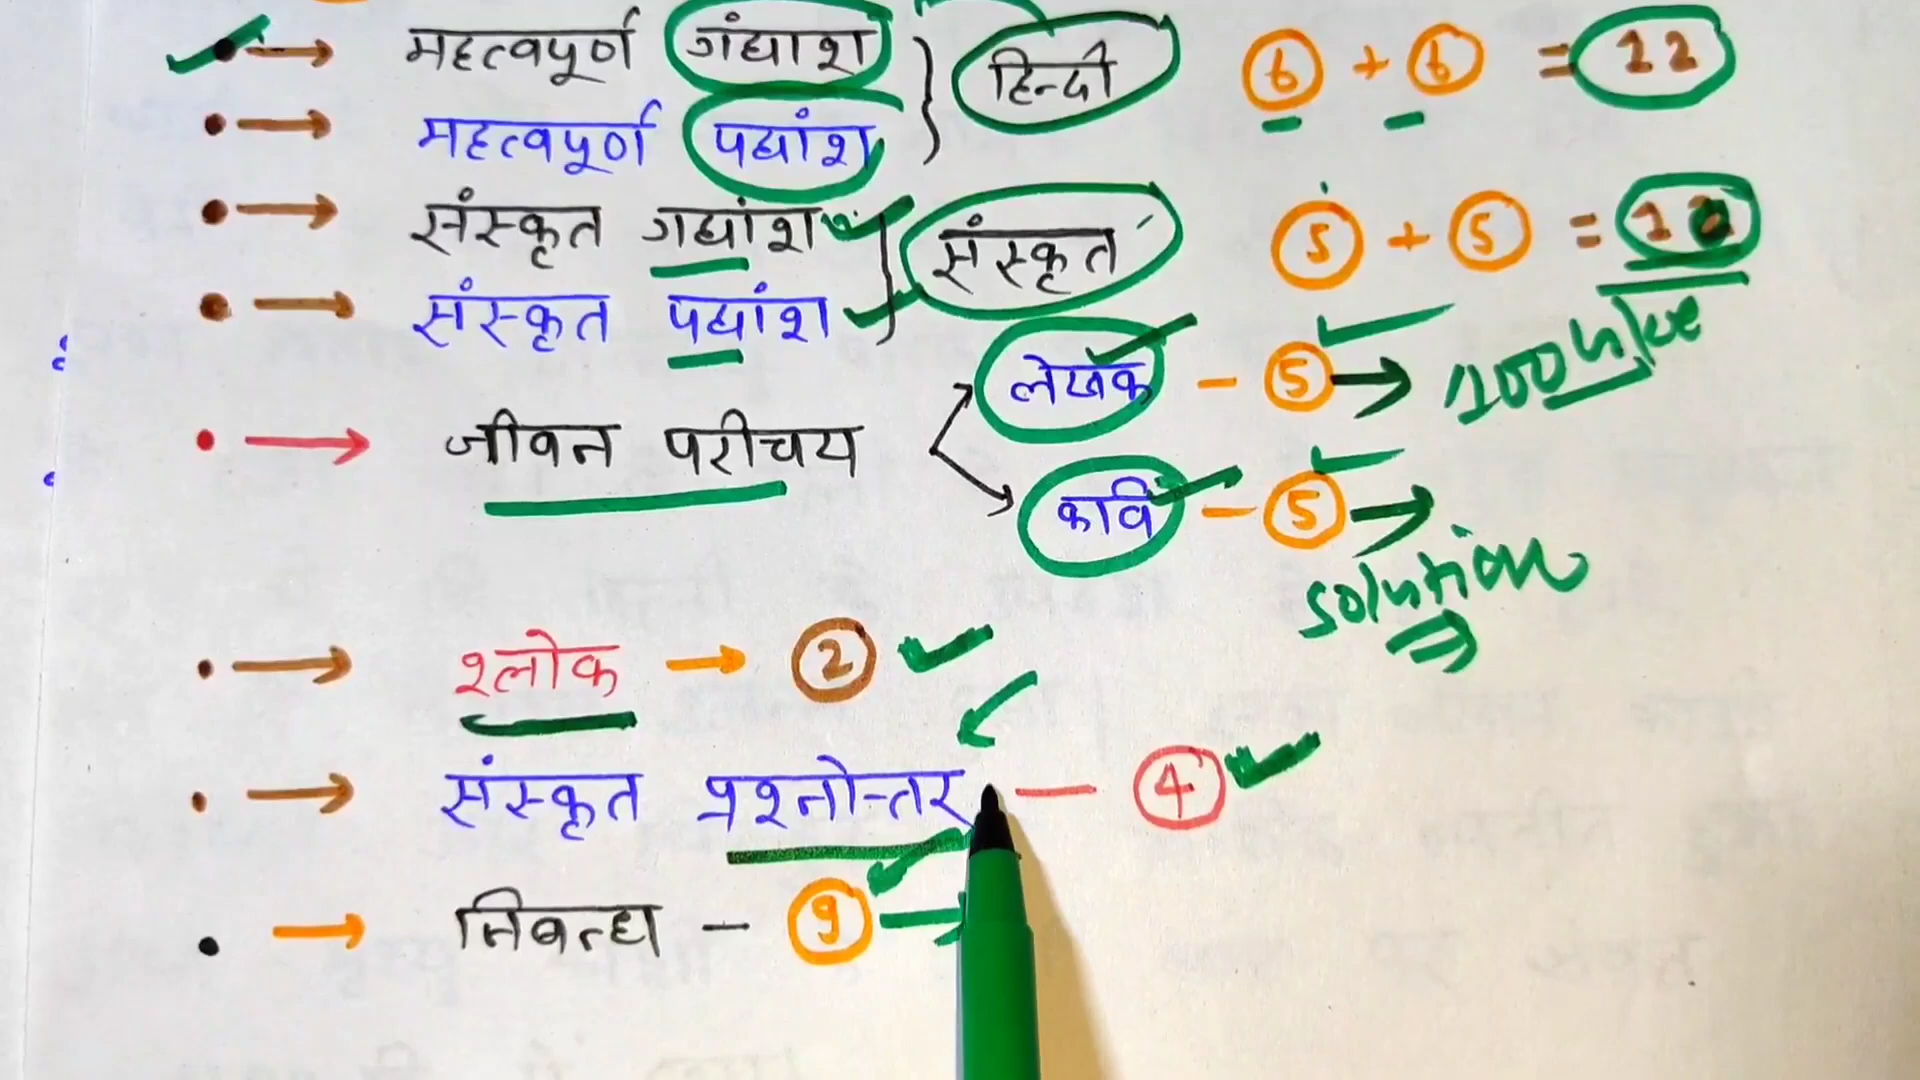 महत्वपूर्ण गंद्याश हिन्दी 6 + 6 = 12
महत्वपूर्ण पद्यांश
संस्कृत गद्यांश संस्कृत 5 + 5 =
संस्कृत पद्यांश
लेखक - 5 → 100
जीवन परीचय
कवि - 5 →
solution
श्लोक → 2
संस्कृत प्रश्नोन्तर - 4
निबन्ध - 9